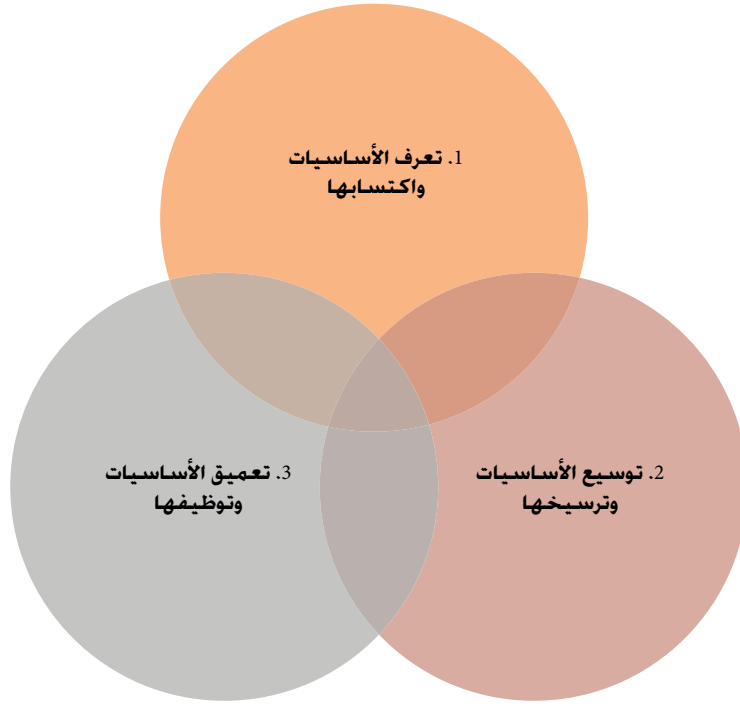 1. تعرف الأساسيات
واكتسابها
2. توسيع الأساسيات
وترسيخها
3. تعميق الأساسيات
وتوظيفها